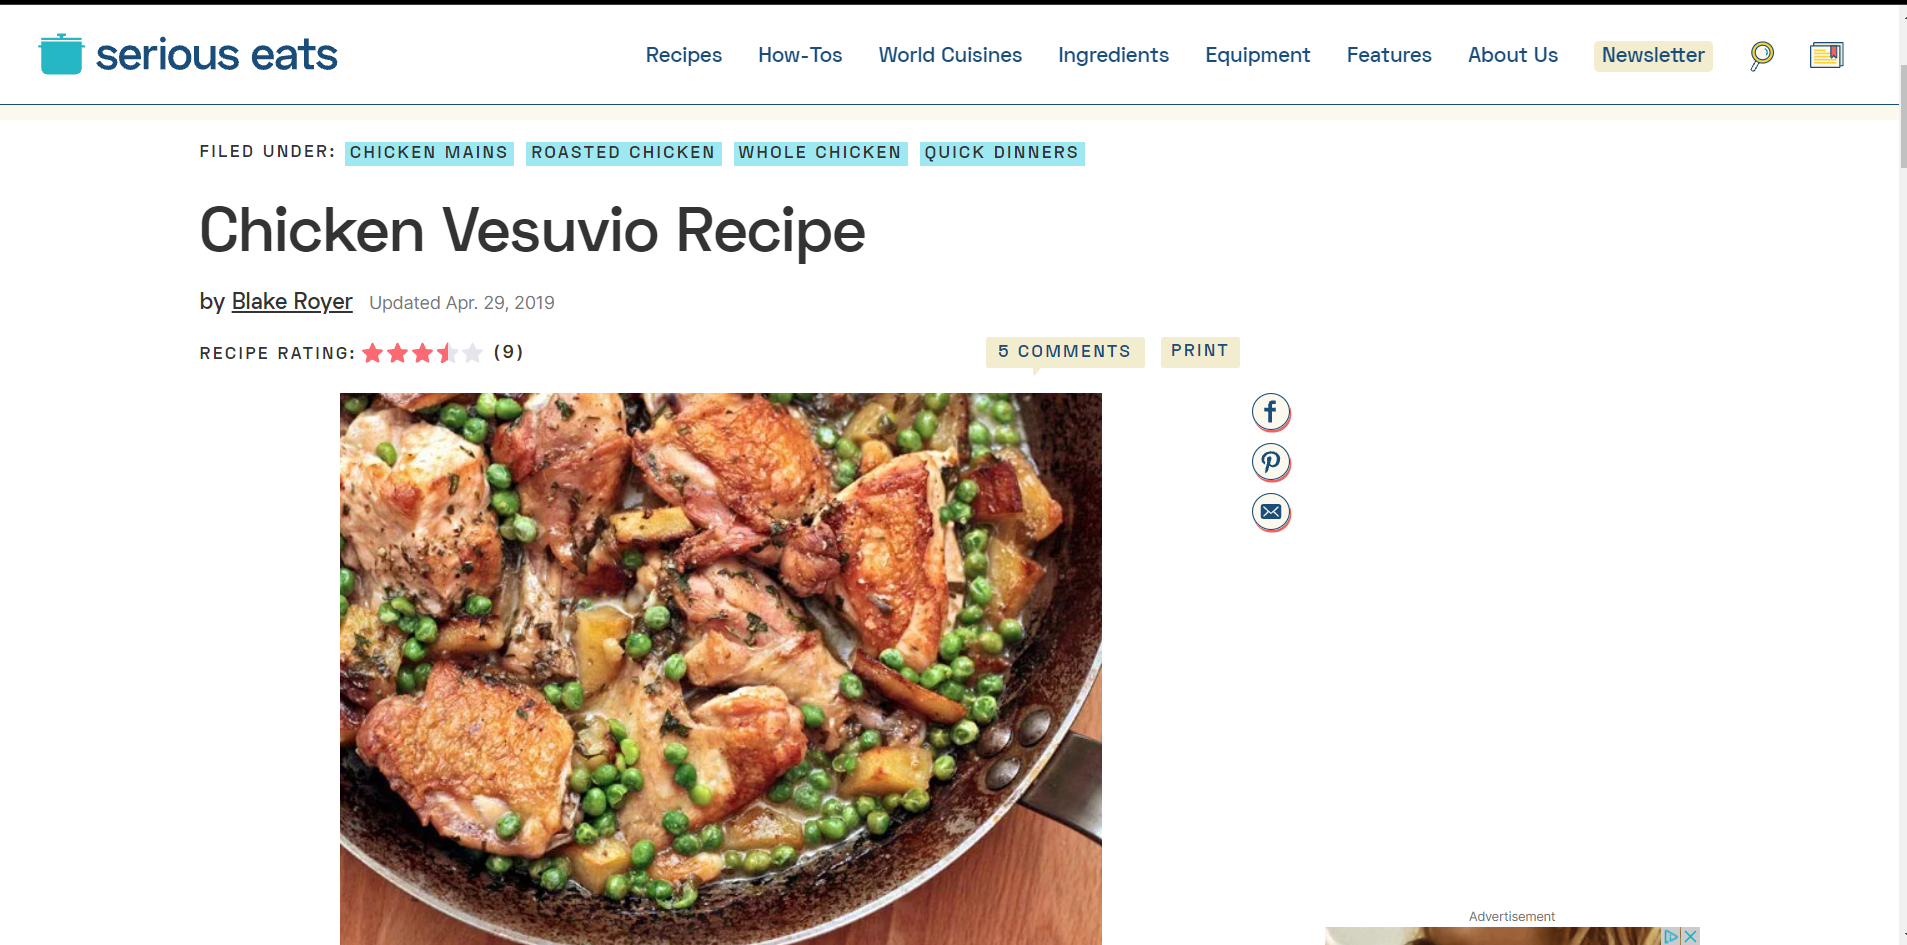 serious eats
Recipes How-Tos World Cuisines Ingredients Equipment Features About Us Newsletter
FILED UNDER: CHICKEN MAINS ROASTED CHICKEN WHOLE CHICKEN QUICK DINNERS
Chicken Vesuvio Recipe
by Blake Royer Updated Apr. 29, 2019
RECIPE RATING: (9)
5 COMMENTS PRINT
Advertisement